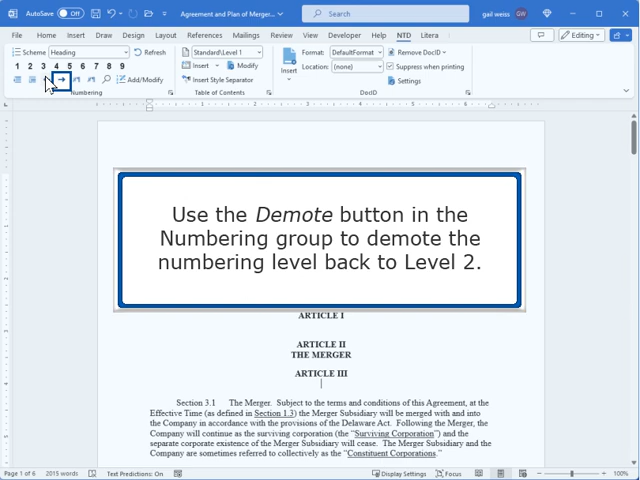 AutoSave Off Agreement and Plan of Merger... Search gail weiss GW
File Home Insert Draw Design Layout References Mailings Review View Developer Help NTD Litera Editing
Scheme Heading Refresh Standard\Level 1 Format: DefaultFormat Remove DocID
1 2 3 4 5 6 7 8 9 Insert Modify Location: (none) Suppress when printing
Add/Modify Insert Style Separator Insert Settings
Numbering Table of Contents DocID
1 2 3 4 5 6
Use the Demote button in the
Numbering group to demote the
numbering level back to Level 2.
ARTICLE I
ARTICLE II
THE MERGER
ARTICLE III
Section 3.1 The Merger. Subject to the terms and conditions of this Agreement, at the
Effective Time (as defined in Section 1.3) the Merger Subsidiary will be merged with and into
the Company in accordance with the provisions of the Delaware Act. Following the Merger, the
Company will continue as the surviving corporation (the “Surviving Corporation”) and the
separate corporate existence of the Merger Subsidiary will cease. The Merger Subsidiary and the
Company are sometimes referred to collectively as the “Constituent Corporations.”
Page 1 of 6 2015 words Text Predictions: On Display Settings Focus 100%